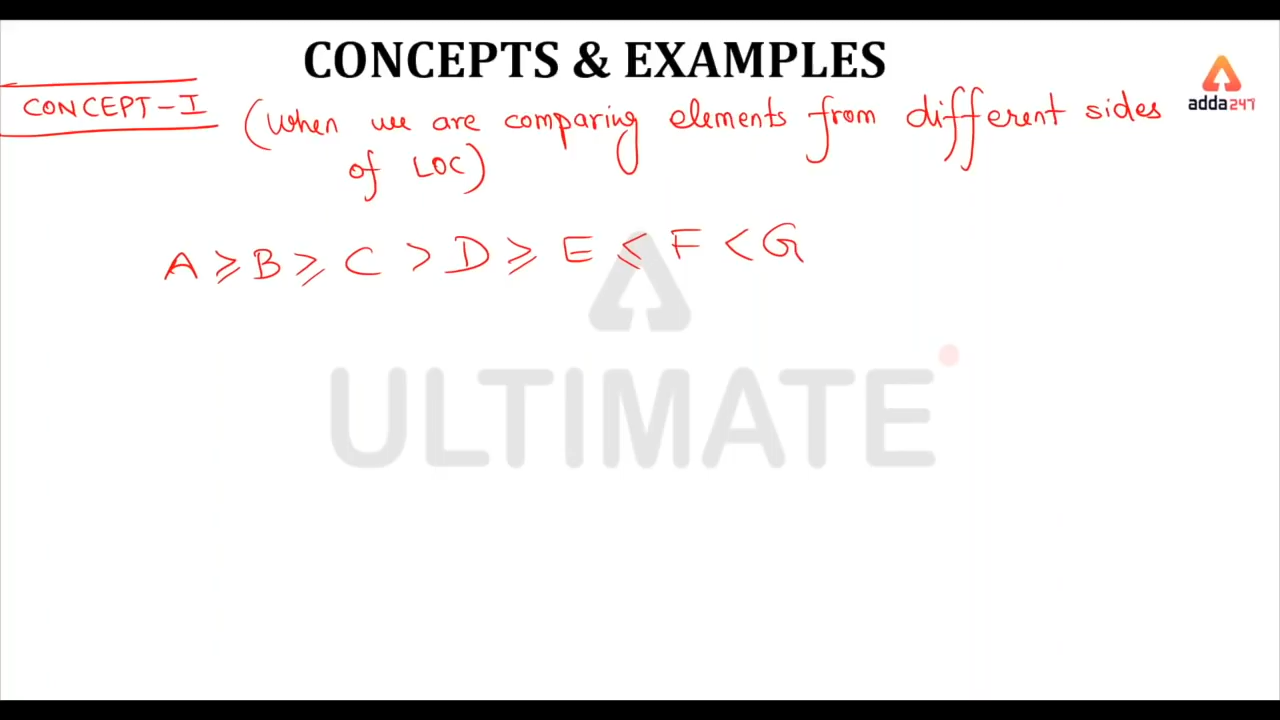 CONCEPTS & EXAMPLES
CONCEPT-I (When we are comparing elements from different sides
of LOC)
adda247
A ⩾ B ⩾ C > D ⩾ E ⩽ F < G
ULTIMATE